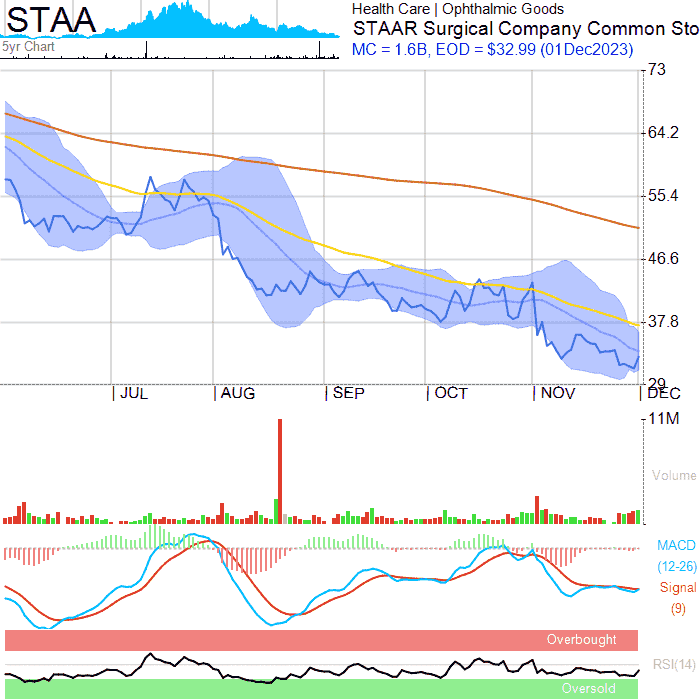 STAA
5yr Chart
Health Care | Ophthalmic Goods
STAAR Surgical Company Common Sto
MC = 1.6B, EOD = $32.99 (01Dec2023)
73
64.2
55.4
46.6
37.8
29
JUL AUG SEP OCT NOV DEC
11M
Volume
MACD
(12-26)
Signal
(9)
Overbought
RSI(14)
Oversold